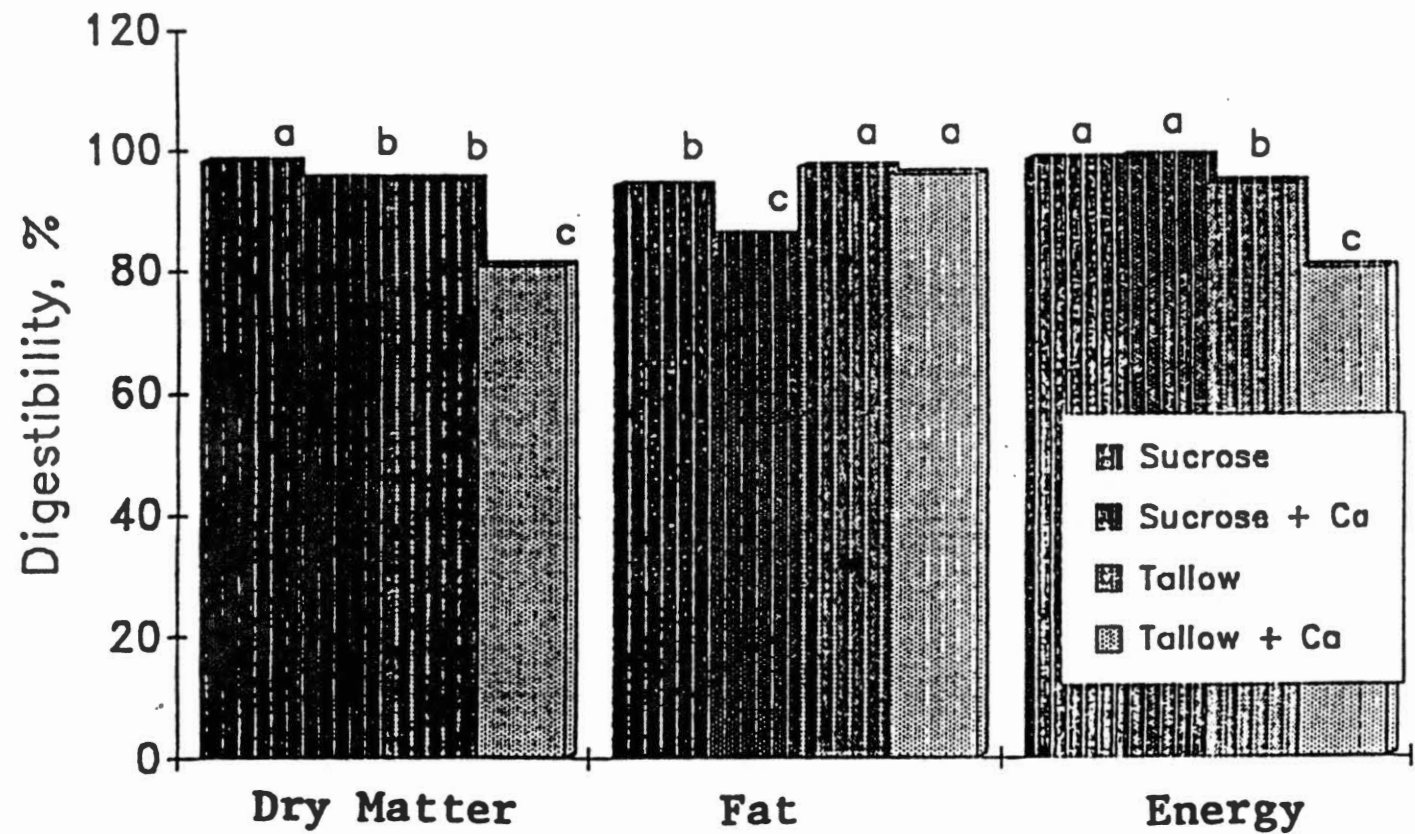 Digestibility, %
120
100
80
60
40
20
0
a b b c
b c a a
a a b c
Sucrose
Sucrose + Ca
Tallow
Tallow + Ca
Dry Matter Fat Energy